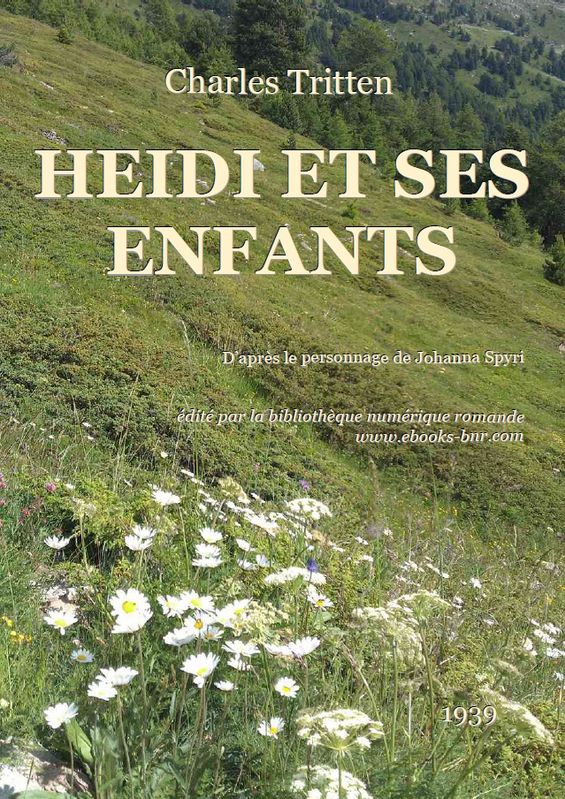 Charles Tritten
HEIDI ET SES
ENFANTS
D’après le personnage de Johanna Spyri
édité par la bibliothèque numérique romande
www.ebooks-bnr.com
1939